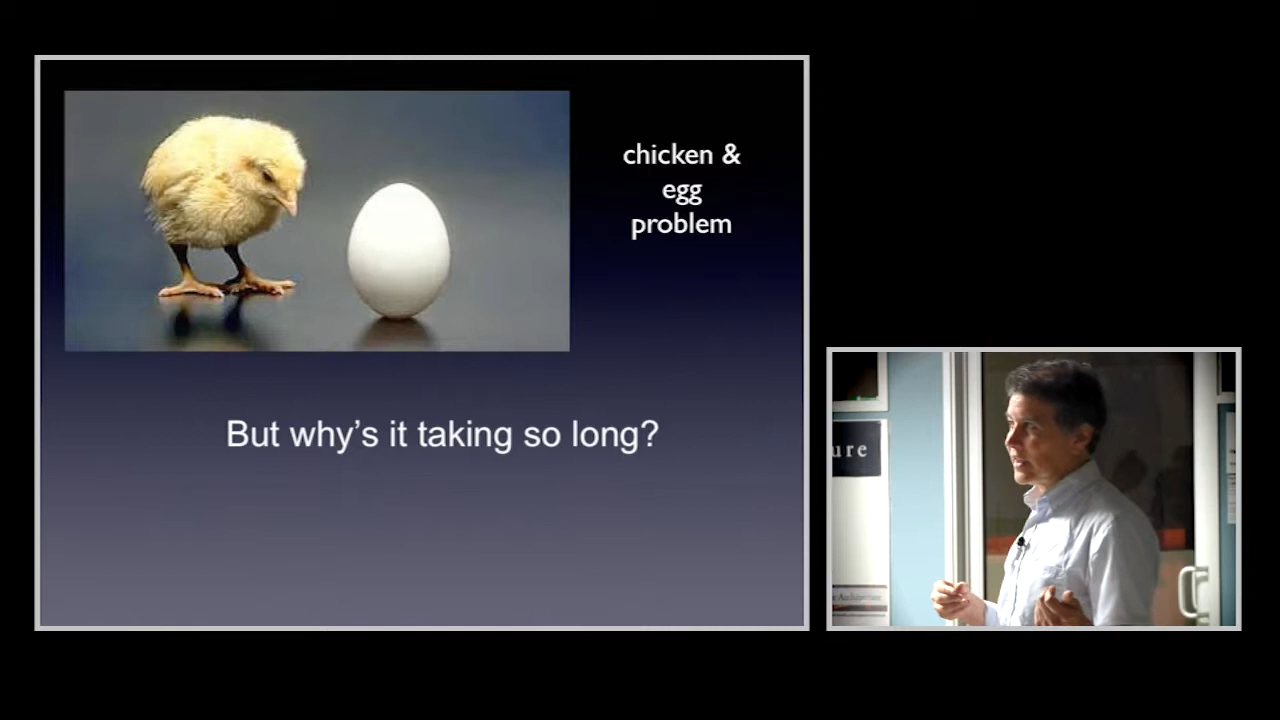 chicken &
egg
problem
But why's it taking so long?
ure